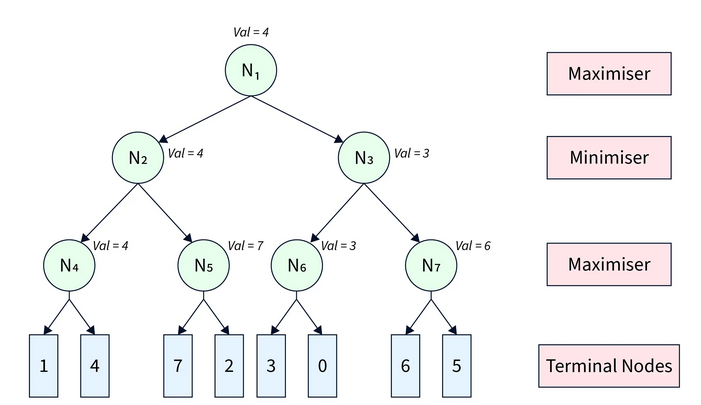 Val = 4
N₁
Maximiser
N₂ Val = 4
N₃ Val = 3
Minimiser
N₄ Val = 4
N₅ Val = 7
N₆ Val = 3
N₇ Val = 6
Maximiser
1 4 7 2 3 0 6 5
Terminal Nodes